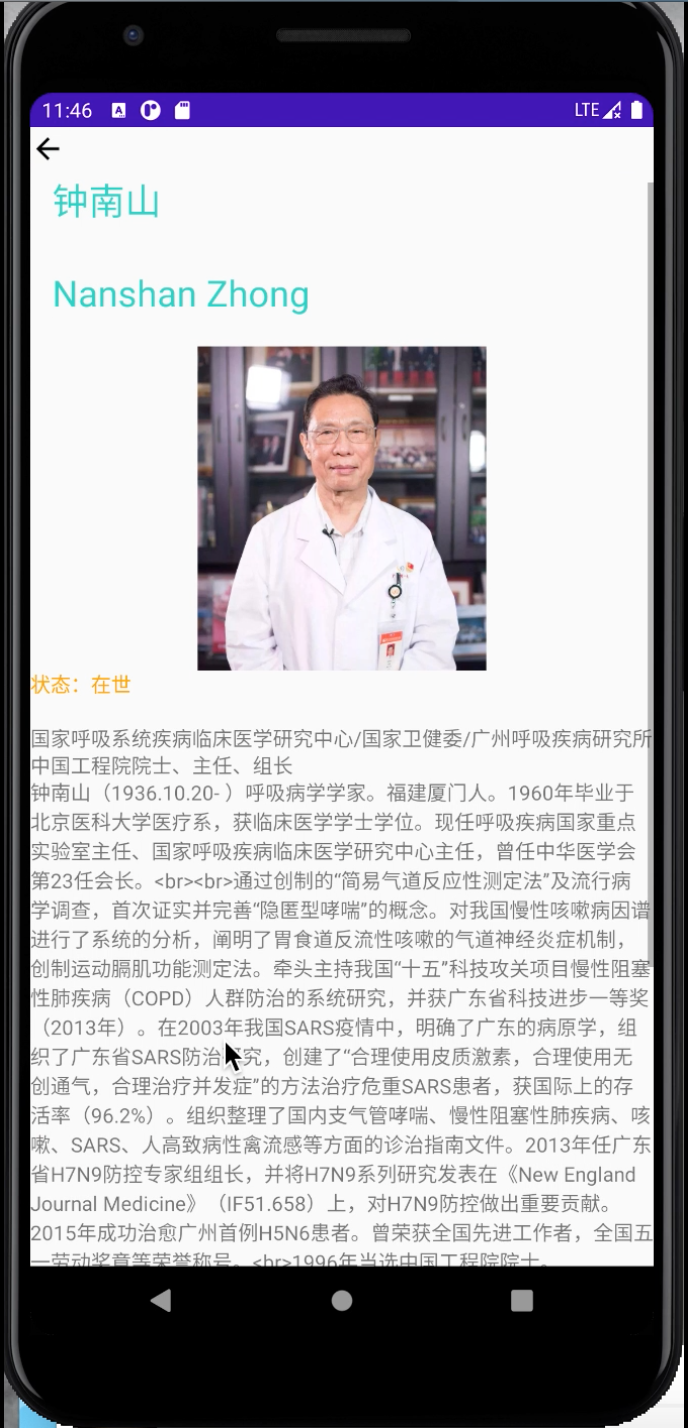 11:46
LTE
钟南山
Nanshan Zhong
状态：在世
国家呼吸系统疾病临床医学研究中心/国家卫健委/广州呼吸疾病研究所
中国工程院院士、主任、组长
钟南山（1936.10.20- ）呼吸病学学家。福建厦门人。1960年毕业于
北京医科大学医疗系，获临床医学学士学位。现任呼吸疾病国家重点
实验室主任、国家呼吸疾病临床医学研究中心主任，曾任中华医学会
第23任会长。<br><br>通过创制的“简易气道反应性测定法”及流行病
学调查，首次证实并完善“隐匿型哮喘”的概念。对我国慢性咳嗽病因谱
进行了系统的分析，阐明了胃食道反流性咳嗽的气道神经炎症机制，
创制运动膈肌功能测定法。牵头主持我国“十五”科技攻关项目慢性阻塞
性肺疾病（COPD）人群防治的系统研究，并获广东省科技进步一等奖
（2013年）。在2003年我国SARS疫情中，明确了广东的病原学，组
织了广东省SARS防治研究，创建了“合理使用皮质激素，合理使用无
创通气，合理治疗并发症”的方法治疗危重SARS患者，获国际上的存
活率（96.2%）。组织整理了国内支气管哮喘、慢性阻塞性肺疾病、咳
嗽、SARS、人高致病性禽流感等方面的诊治指南文件。2013年任广东
省H7N9防控专家组组长，并将H7N9系列研究发表在《New England
Journal Medicine》（IF51.658）上，对H7N9防控做出重要贡献。
2015年成功治愈广州首例H5N6患者。曾荣获全国先进工作者，全国五
一劳动奖章等荣誉称号。<br>1996年当选中国工程院院士。